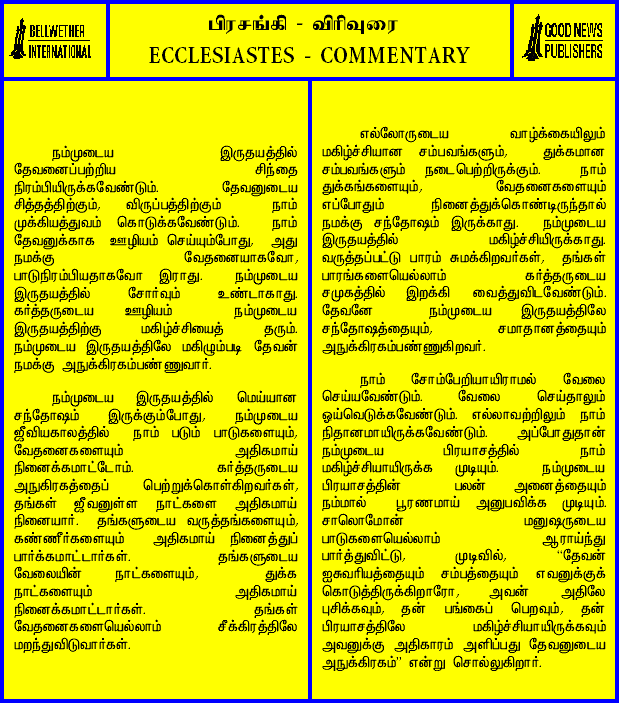 BELLWETHER
INTERNATIONAL
பிரசங்கி - விரிவுரை
ECCLESIASTES - COMMENTARY
GOOD NEWS
PUBLISHERS
நம்முடைய இருதயத்தில்
தேவனைப்பற்றிய சிந்தை
நிரம்பியிருக்கவேண்டும். தேவனுடைய
சித்தத்திற்கும், விருப்பத்திற்கும் நாம்
முக்கியத்துவம் கொடுக்கவேண்டும். நாம்
தேவனுக்காக ஊழியம் செய்யும்போது, அது
நமக்கு வேதனையாகவோ,
பாடுநிரம்பியதாகவோ இராது. நம்முடைய
இருதயத்தில் சோர்வும் உண்டாகாது.
கர்த்தருடைய ஊழியம் நம்முடைய
இருதயத்திற்கு மகிழ்ச்சியைத் தரும்.
நம்முடைய இருதயத்திலே மகிழும்படி தேவன்
நமக்கு அநுக்கிரகம்பண்ணுவார்.
நம்முடைய இருதயத்தில் மெய்யான
சந்தோஷம் இருக்கும்போது, நம்முடைய
ஜீவியகாலத்தில் நாம் படும் பாடுகளையும்,
வேதனைகளையும் அதிகமாய்
நினைக்கமாட்டோம். கர்த்தருடைய
அநுகிரகத்தைப் பெற்றுக்கொள்கிறவர்கள்,
தங்கள் ஜீவனுள்ள நாட்களை அதிகமாய்
நினையார். தங்களுடைய வருத்தங்களையும்,
கண்ணீர்களையும் அதிகமாய் நினைத்துப்
பார்க்கமாட்டார்கள். தங்களுடைய
வேலையின் நாட்களையும், துக்க
நாட்களையும் அதிகமாய்
நினைக்கமாட்டார்கள். தங்கள்
வேதனைகளையெல்லாம் சீக்கிரத்திலே
மறந்துவிடுவார்கள்.
எல்லோருடைய வாழ்க்கையிலும்
மகிழ்ச்சியான சம்பவங்களும், துக்கமான
சம்பவங்களும் நடைபெற்றிருக்கும். நாம்
துக்கங்களையும், வேதனைகளையும்
எப்போதும் நினைத்துக்கொண்டிருந்தால்
நமக்கு சந்தோஷம் இருக்காது. நம்முடைய
இருதயத்தில் மகிழ்ச்சியிருக்காது.
வருத்தப்பட்டு பாரம் சுமக்கிறவர்கள், தங்கள்
பாரங்களையெல்லாம் கர்த்தருடைய
சமுகத்தில் இறக்கி வைத்துவிடவேண்டும்.
தேவனே நம்முடைய இருதயத்திலே
சந்தோஷத்தையும், சமாதானத்தையும்
அநுக்கிரகம்பண்ணுகிறவர்.
நாம் சோம்பேறியாயிராமல் வேலை
செய்யவேண்டும். வேலை செய்தாலும்
ஓய்வெடுக்கவேண்டும். எல்லாவற்றிலும் நாம்
நிதானமாயிருக்கவேண்டும். அப்போதுதான்
நம்முடைய பிரயாசத்தில் நாம்
மகிழ்ச்சியாயிருக்க முடியும். நம்முடைய
பிரயாசத்தின் பலன் அனைத்தையும்
நம்மால் பூரணமாய் அனுபவிக்க முடியும்.
சாலொமோன் மனுஷருடைய
பாடுகளையெல்லாம் ஆராய்ந்து
பார்த்துவிட்டு, முடிவில், “தேவன்
ஐசுவரியத்தையும் சம்பத்தையும் எவனுக்குக்
கொடுத்திருக்கிறாரோ, அவன் அதிலே
புசிக்கவும், தன் பங்கைப் பெறவும், தன்
பிரயாசத்திலே மகிழ்ச்சியாயிருக்கவும்
அவனுக்கு அதிகாரம் அளிப்பது தேவனுடைய
அநுக்கிரகம்” என்று சொல்லுகிறார்.